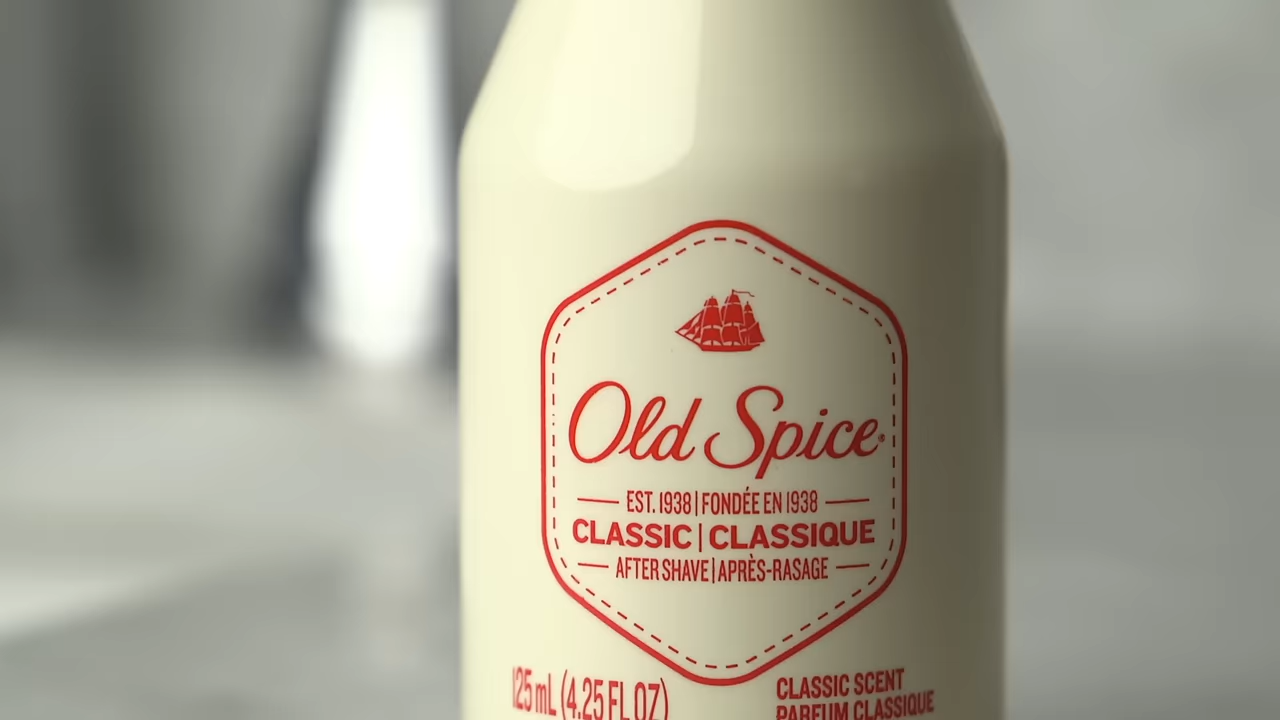 Old Spice®
EST. 1938 | FONDÉE EN 1938
CLASSIC | CLASSIQUE
AFTER SHAVE | APRÈS-RASAGE
125 mL (4.25 FL OZ)
CLASSIC SCENT
PARFUM CLASSIQUE